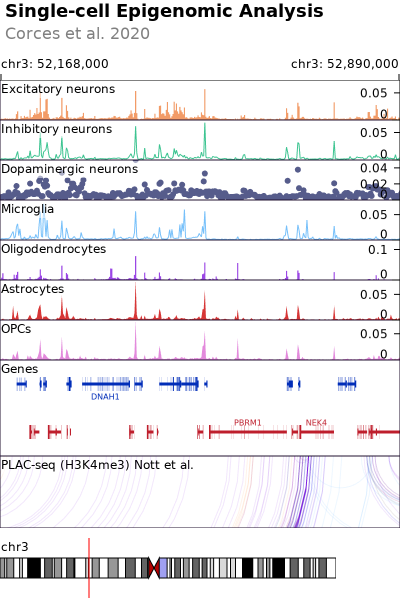 Single-cell Epigenomic Analysis
Corces et al. 2020
chr3: 52,168,000 chr3: 52,890,000
Excitatory neurons
0.05
0
Inhibitory neurons
0.05
0
Dopaminergic neurons
0.04
0.02
0
Microglia
0.05
0
Oligodendrocytes
0.1
0
Astrocytes
0.05
0
OPCs
0.05
0
Genes
DNAH1
PBRM1 NEK4
PLAC-seq (H3K4me3) Nott et al.
chr3